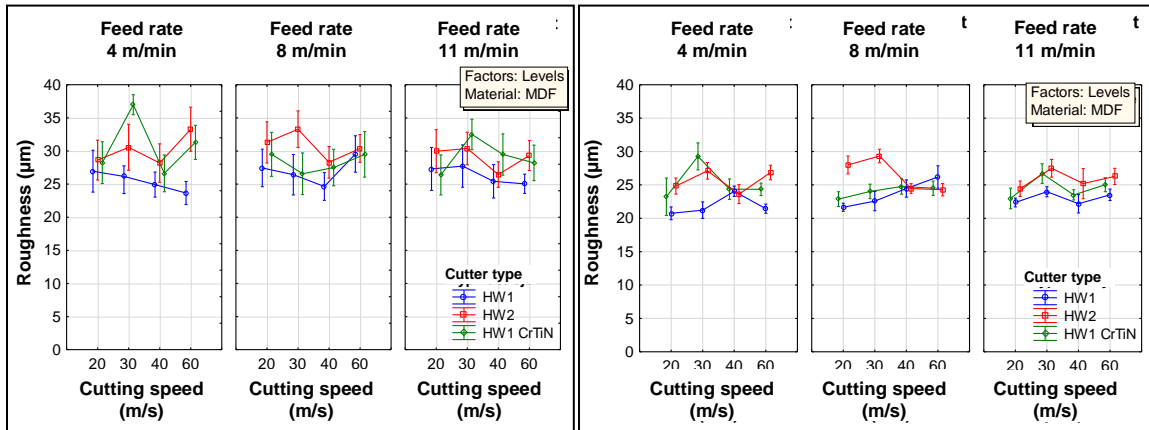 Feed rate
4 m/min
Feed rate
8 m/min
Feed rate
11 m/min
Factors: Levels
Material: MDF
Roughness (µm)
40
35
30
25
20
15
10
5
0
Cutter type
HW1
HW2
HW1 CrTiN
20 30 40 60
20 30 40 60
20 30 40 60
Cutting speed
(m/s)
Cutting speed
(m/s)
Cutting speed
(m/s)
Feed rate
4 m/min
Feed rate
8 m/min
t
Feed rate
11 m/min
t
Factors: Levels
Material: MDF
Roughness (µm)
40
35
30
25
20
15
10
5
0
Cutter type
HW1
HW2
HW1 CrTiN
20 30 40 60
20 30 40 60
20 30 40 60
Cutting speed
(m/s)
Cutting speed
(m/s)
Cutting speed
(m/s)